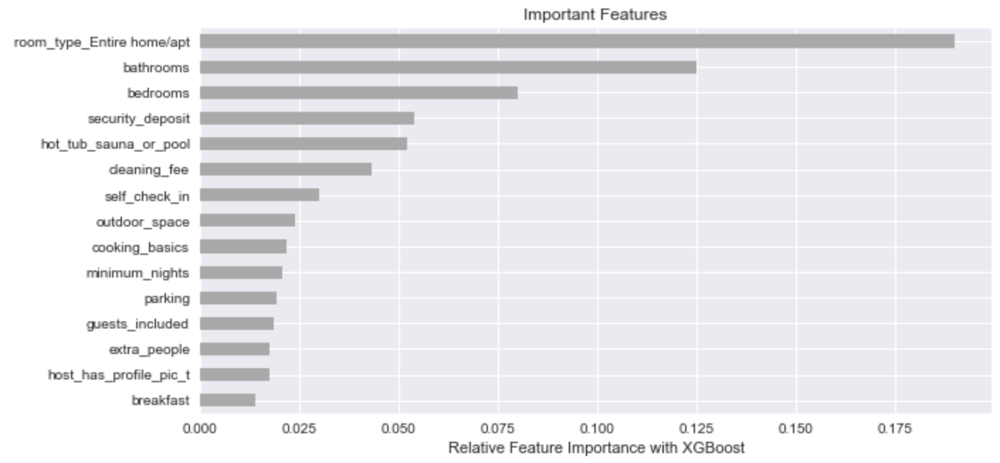 Important Features
room_type_Entire home/apt
bathrooms
bedrooms
security_deposit
hot_tub_sauna_or_pool
cleaning_fee
self_check_in
outdoor_space
cooking_basics
minimum_nights
parking
guests_included
extra_people
host_has_profile_pic_t
breakfast
0.000 0.025 0.050 0.075 0.100 0.125 0.150 0.175
Relative Feature Importance with XGBoost